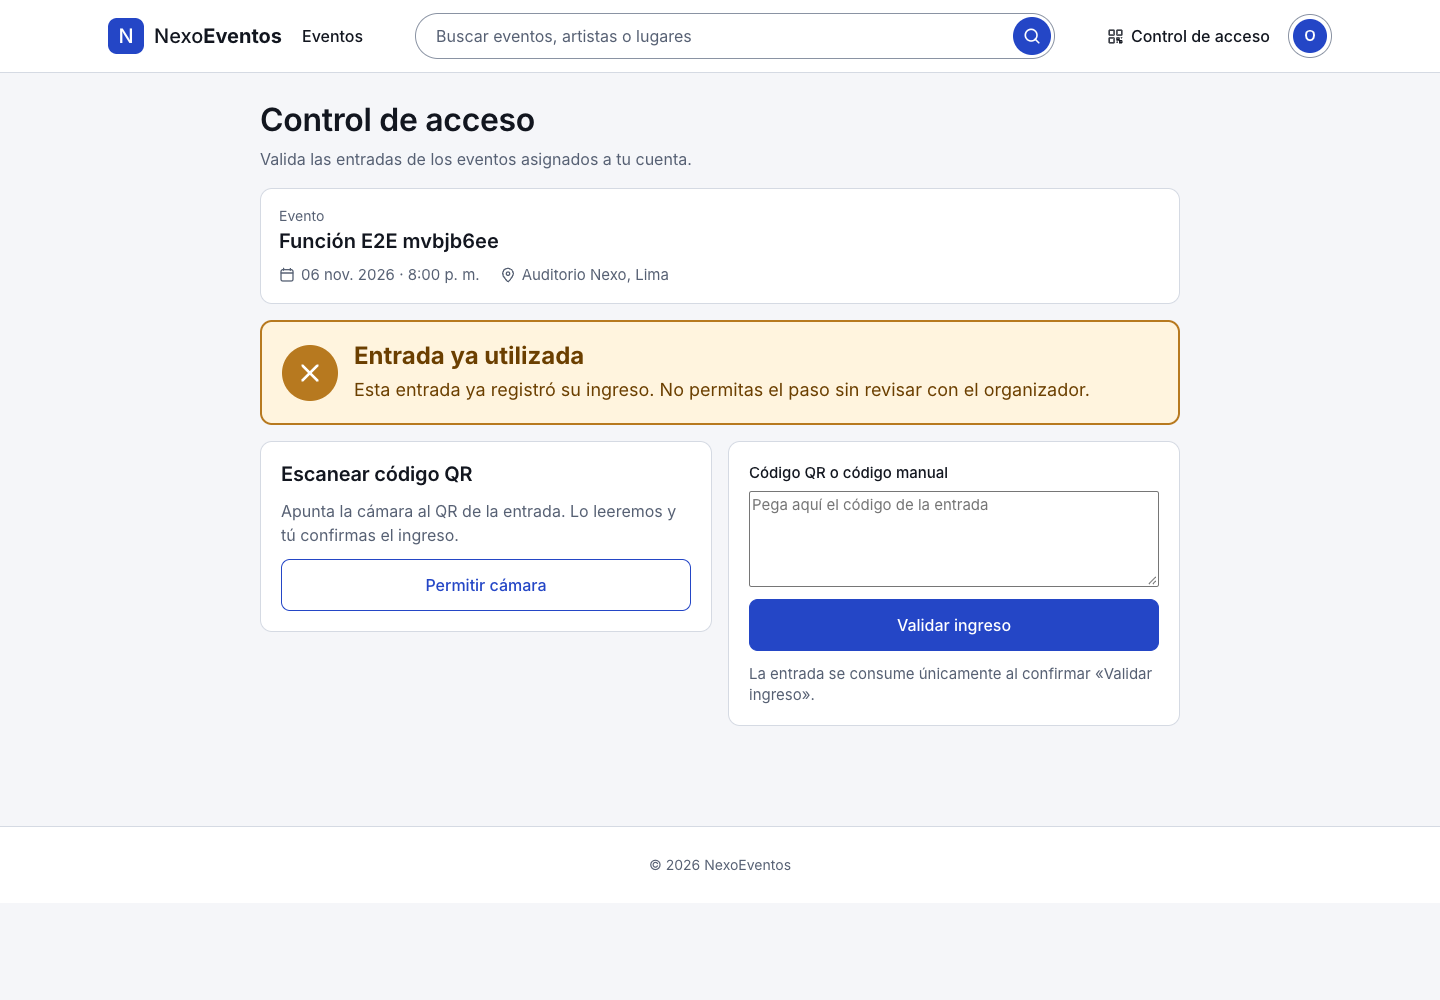 N NexoEventos Eventos Buscar eventos, artistas o lugares Control de acceso O
Control de acceso
Valida las entradas de los eventos asignados a tu cuenta.
Evento
Función E2E mvbjb6ee
06 nov. 2026 · 8:00 p. m. Auditorio Nexo, Lima
Entrada ya utilizada
Esta entrada ya registró su ingreso. No permitas el paso sin revisar con el organizador.
Escanear código QR
Apunta la cámara al QR de la entrada. Lo leeremos y
tú confirmas el ingreso.
Permitir cámara
Código QR o código manual
Pega aquí el código de la entrada
Validar ingreso
La entrada se consume únicamente al confirmar «Validar
ingreso».
© 2026 NexoEventos